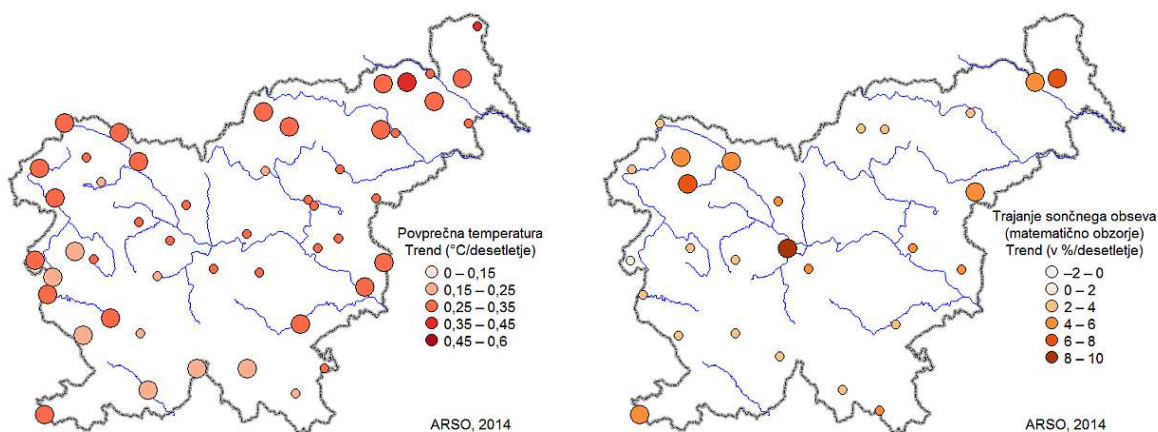 Povprečna temperatura
Trend (°C/desetletje)
0 – 0,15
0,15 – 0,25
0,25 – 0,35
0,35 – 0,45
0,45 – 0,6
ARSO, 2014
Trajanje sončnega obseva
(matematično obzorje)
Trend (v %/desetletje)
–2 – 0
0 – 2
2 – 4
4 – 6
6 – 8
8 – 10
ARSO, 2014